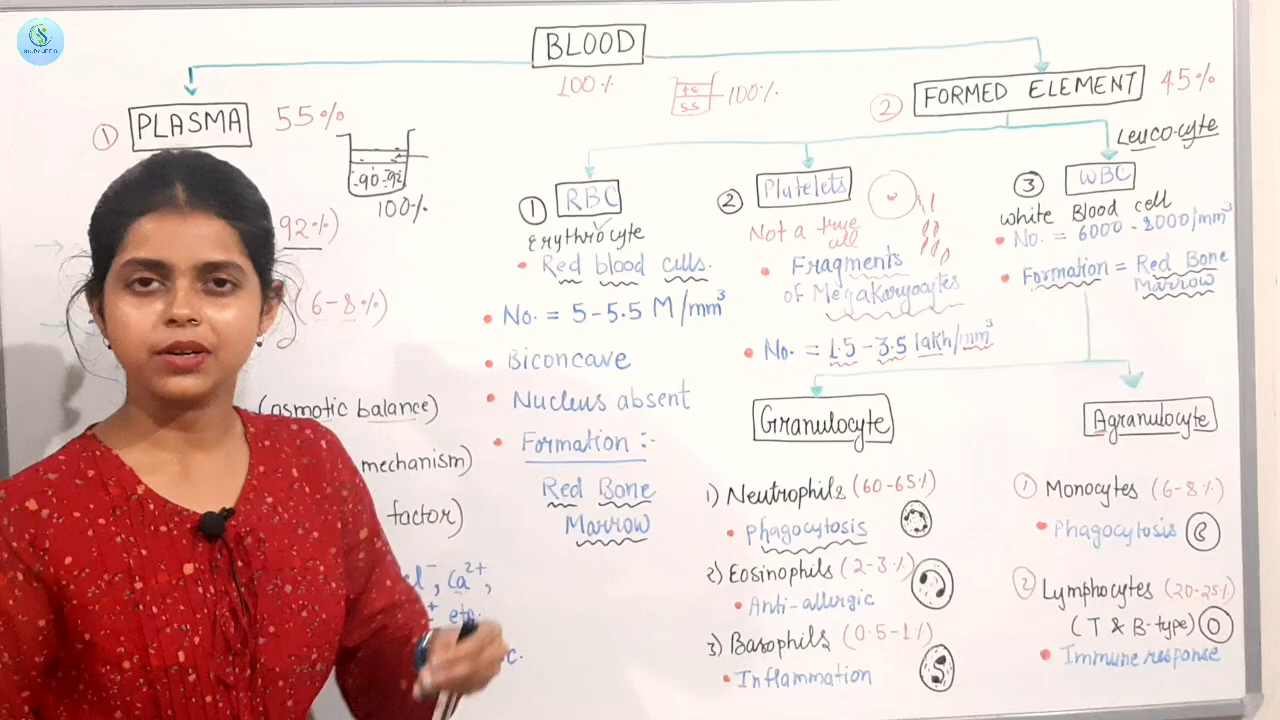 BLOOD
100%
45
55
100%
① PLASMA 55%
90-92
100%
92%)
(6-8%)
(osmotic balance)
mechanism)
factor)
Ca²⁺,
etc.
② FORMED ELEMENT 45%
① RBC
Erythrocyte
• Red blood cells.
• No. = 5-5.5 M/mm³
• Biconcave
• Nucleus absent
• Formation :-
Red Bone
Marrow
② Platelets
Not a true
cell
• Fragments
of Megakaryocytes
• No. = 1.5-3.5 lakh/mm³
Leucocyte
③ WBC
White Blood cell
• No. = 6000-8000/mm³
• Formation = Red Bone
Marrow
Granulocyte
1) Neutrophils (60-65%)
• Phagocytosis
2) Eosinophils (2-3%)
• Anti-allergic
3) Basophils (0.5-1%)
• Inflammation
Agranulocyte
① Monocytes (6-8%)
• Phagocytosis
② Lymphocytes (20-25%)
(T & B-type)
• Immune response